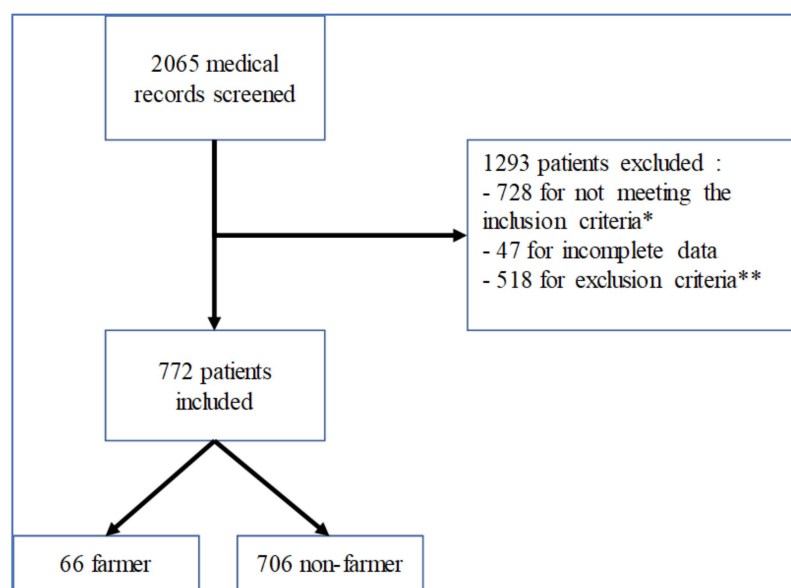 2065 medical
records screened
1293 patients excluded :
- 728 for not meeting the
inclusion criteria*
- 47 for incomplete data
- 518 for exclusion criteria**
772 patients
included
66 farmer
706 non-farmer